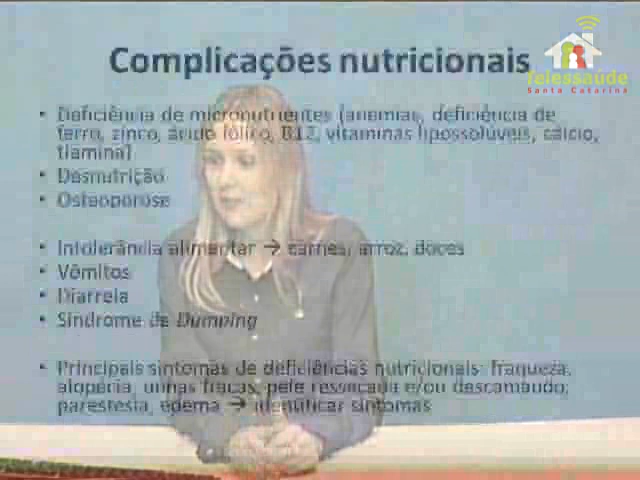 Complicações nutricionais
telessaúde
Santa Catarina
• Deficiência de micronutrientes (anemias, deficiência de
ferro, zinco, ácido fólico, B12, vitaminas lipossolúveis, cálcio,
tiamina)
• Desnutrição
• Osteoporose
• Intolerância alimentar → carnes, arroz, doces
• Vômitos
• Diarreia
• Síndrome de Dumping
• Principais sintomas de deficiências nutricionais: fraqueza,
alopecia, unhas fracas, pele ressecada e/ou descamando,
parestesia, edema → identificar sintomas